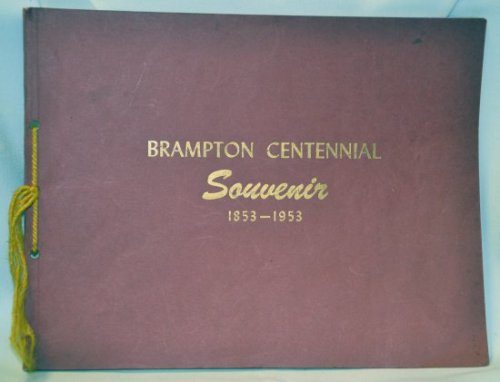 BRAMPTON CENTENNIAL
Souvenir
1853-1953